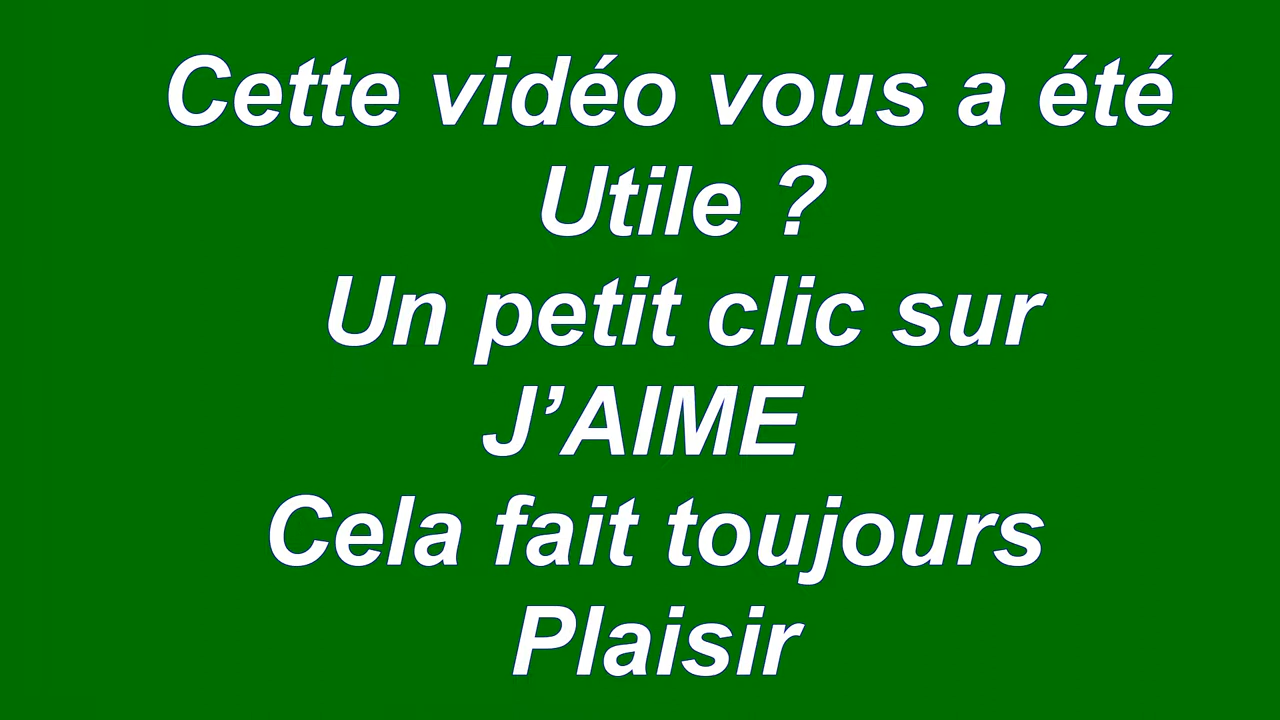 Cette vidéo vous a été
Utile ?
Un petit clic sur
J’AIME
Cela fait toujours
Plaisir